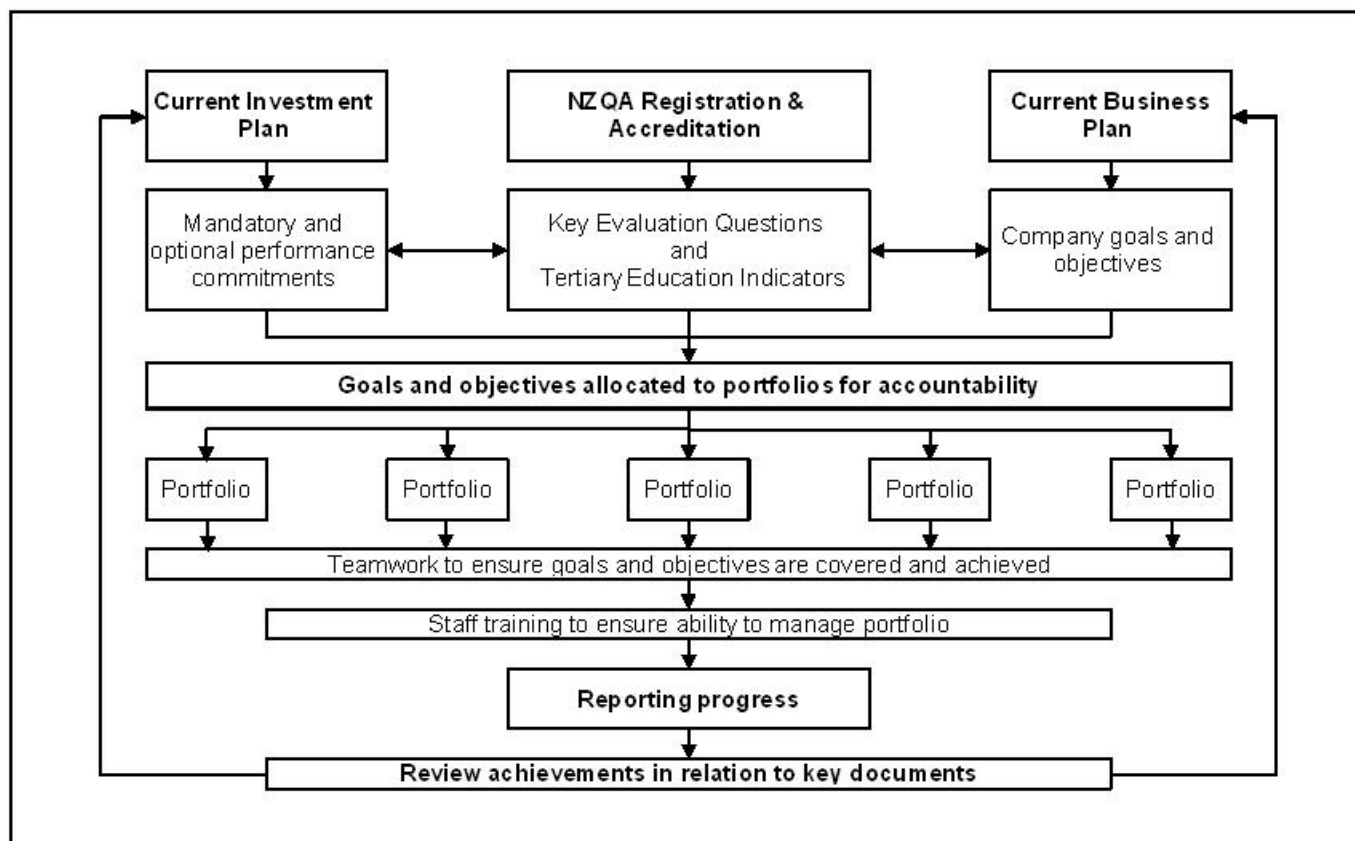 Current Investment
Plan
NZQA Registration &
Accreditation
Current Business
Plan
Mandatory and
optional performance
commitments
Key Evaluation Questions
and
Tertiary Education Indicators
Company goals and
objectives
Goals and objectives allocated to portfolios for accountability
Portfolio
Portfolio
Portfolio
Portfolio
Portfolio
Teamwork to ensure goals and objectives are covered and achieved
Staff training to ensure ability to manage portfolio
Reporting progress
Review achievements in relation to key documents